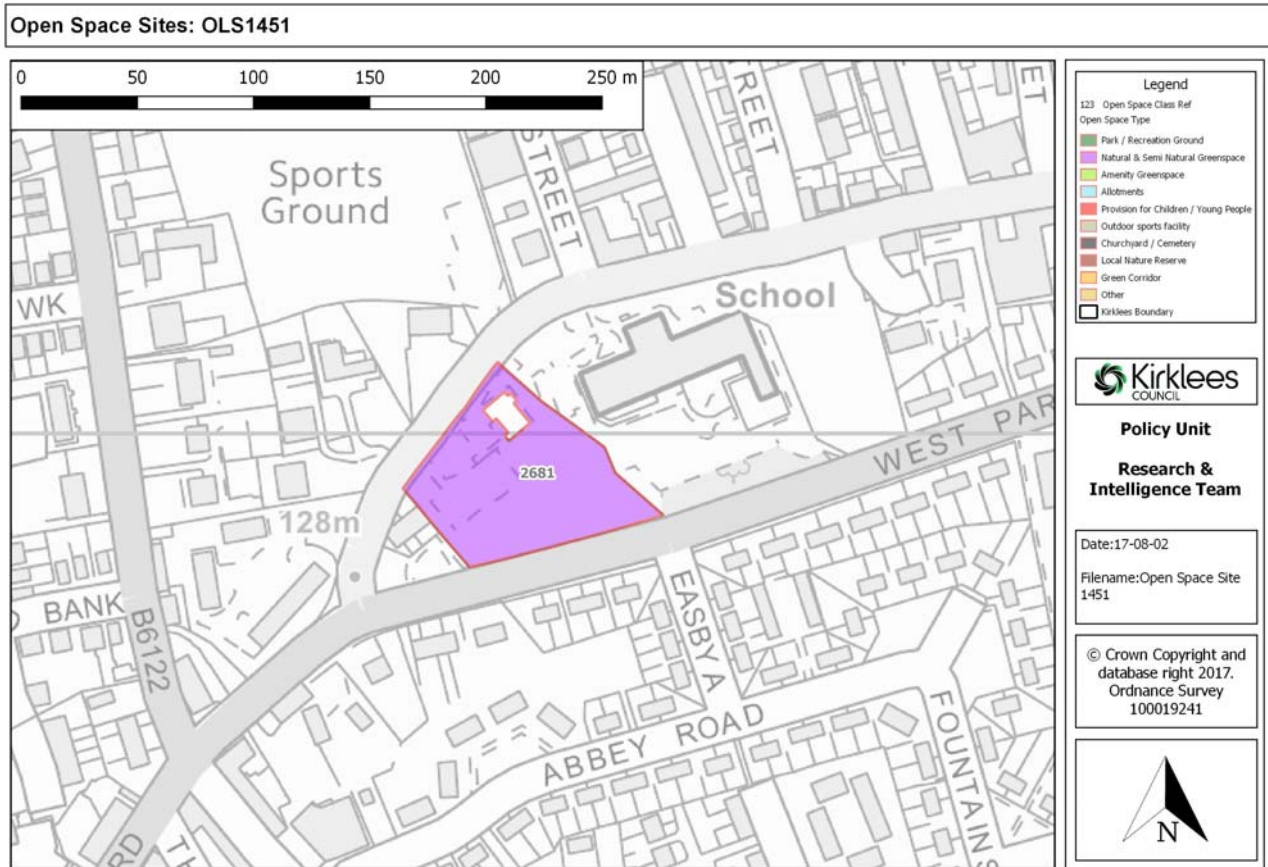 Open Space Sites: OLS1451
0 50 100 150 200 250 m
Sports
Ground
STREET
TREET
ET
WK
School
2681
128m
WEST PAR
BANK
B6122
EASBY A
ABBEY ROAD
FOUNTAINS
RD
TH
Legend
123 Open Space Class Ref
Open Space Type
Park / Recreation Ground
Natural & Semi Natural Greenspace
Amenity Greenspace
Allotments
Provision for Children / Young People
Outdoor sports facility
Churchyard / Cemetery
Local Nature Reserve
Green Corridor
Other
Kirklees Boundary
Kirklees
COUNCIL
Policy Unit
Research &
Intelligence Team
Date:17-08-02
Filename:Open Space Site
1451
© Crown Copyright and
database right 2017.
Ordnance Survey
100019241
N